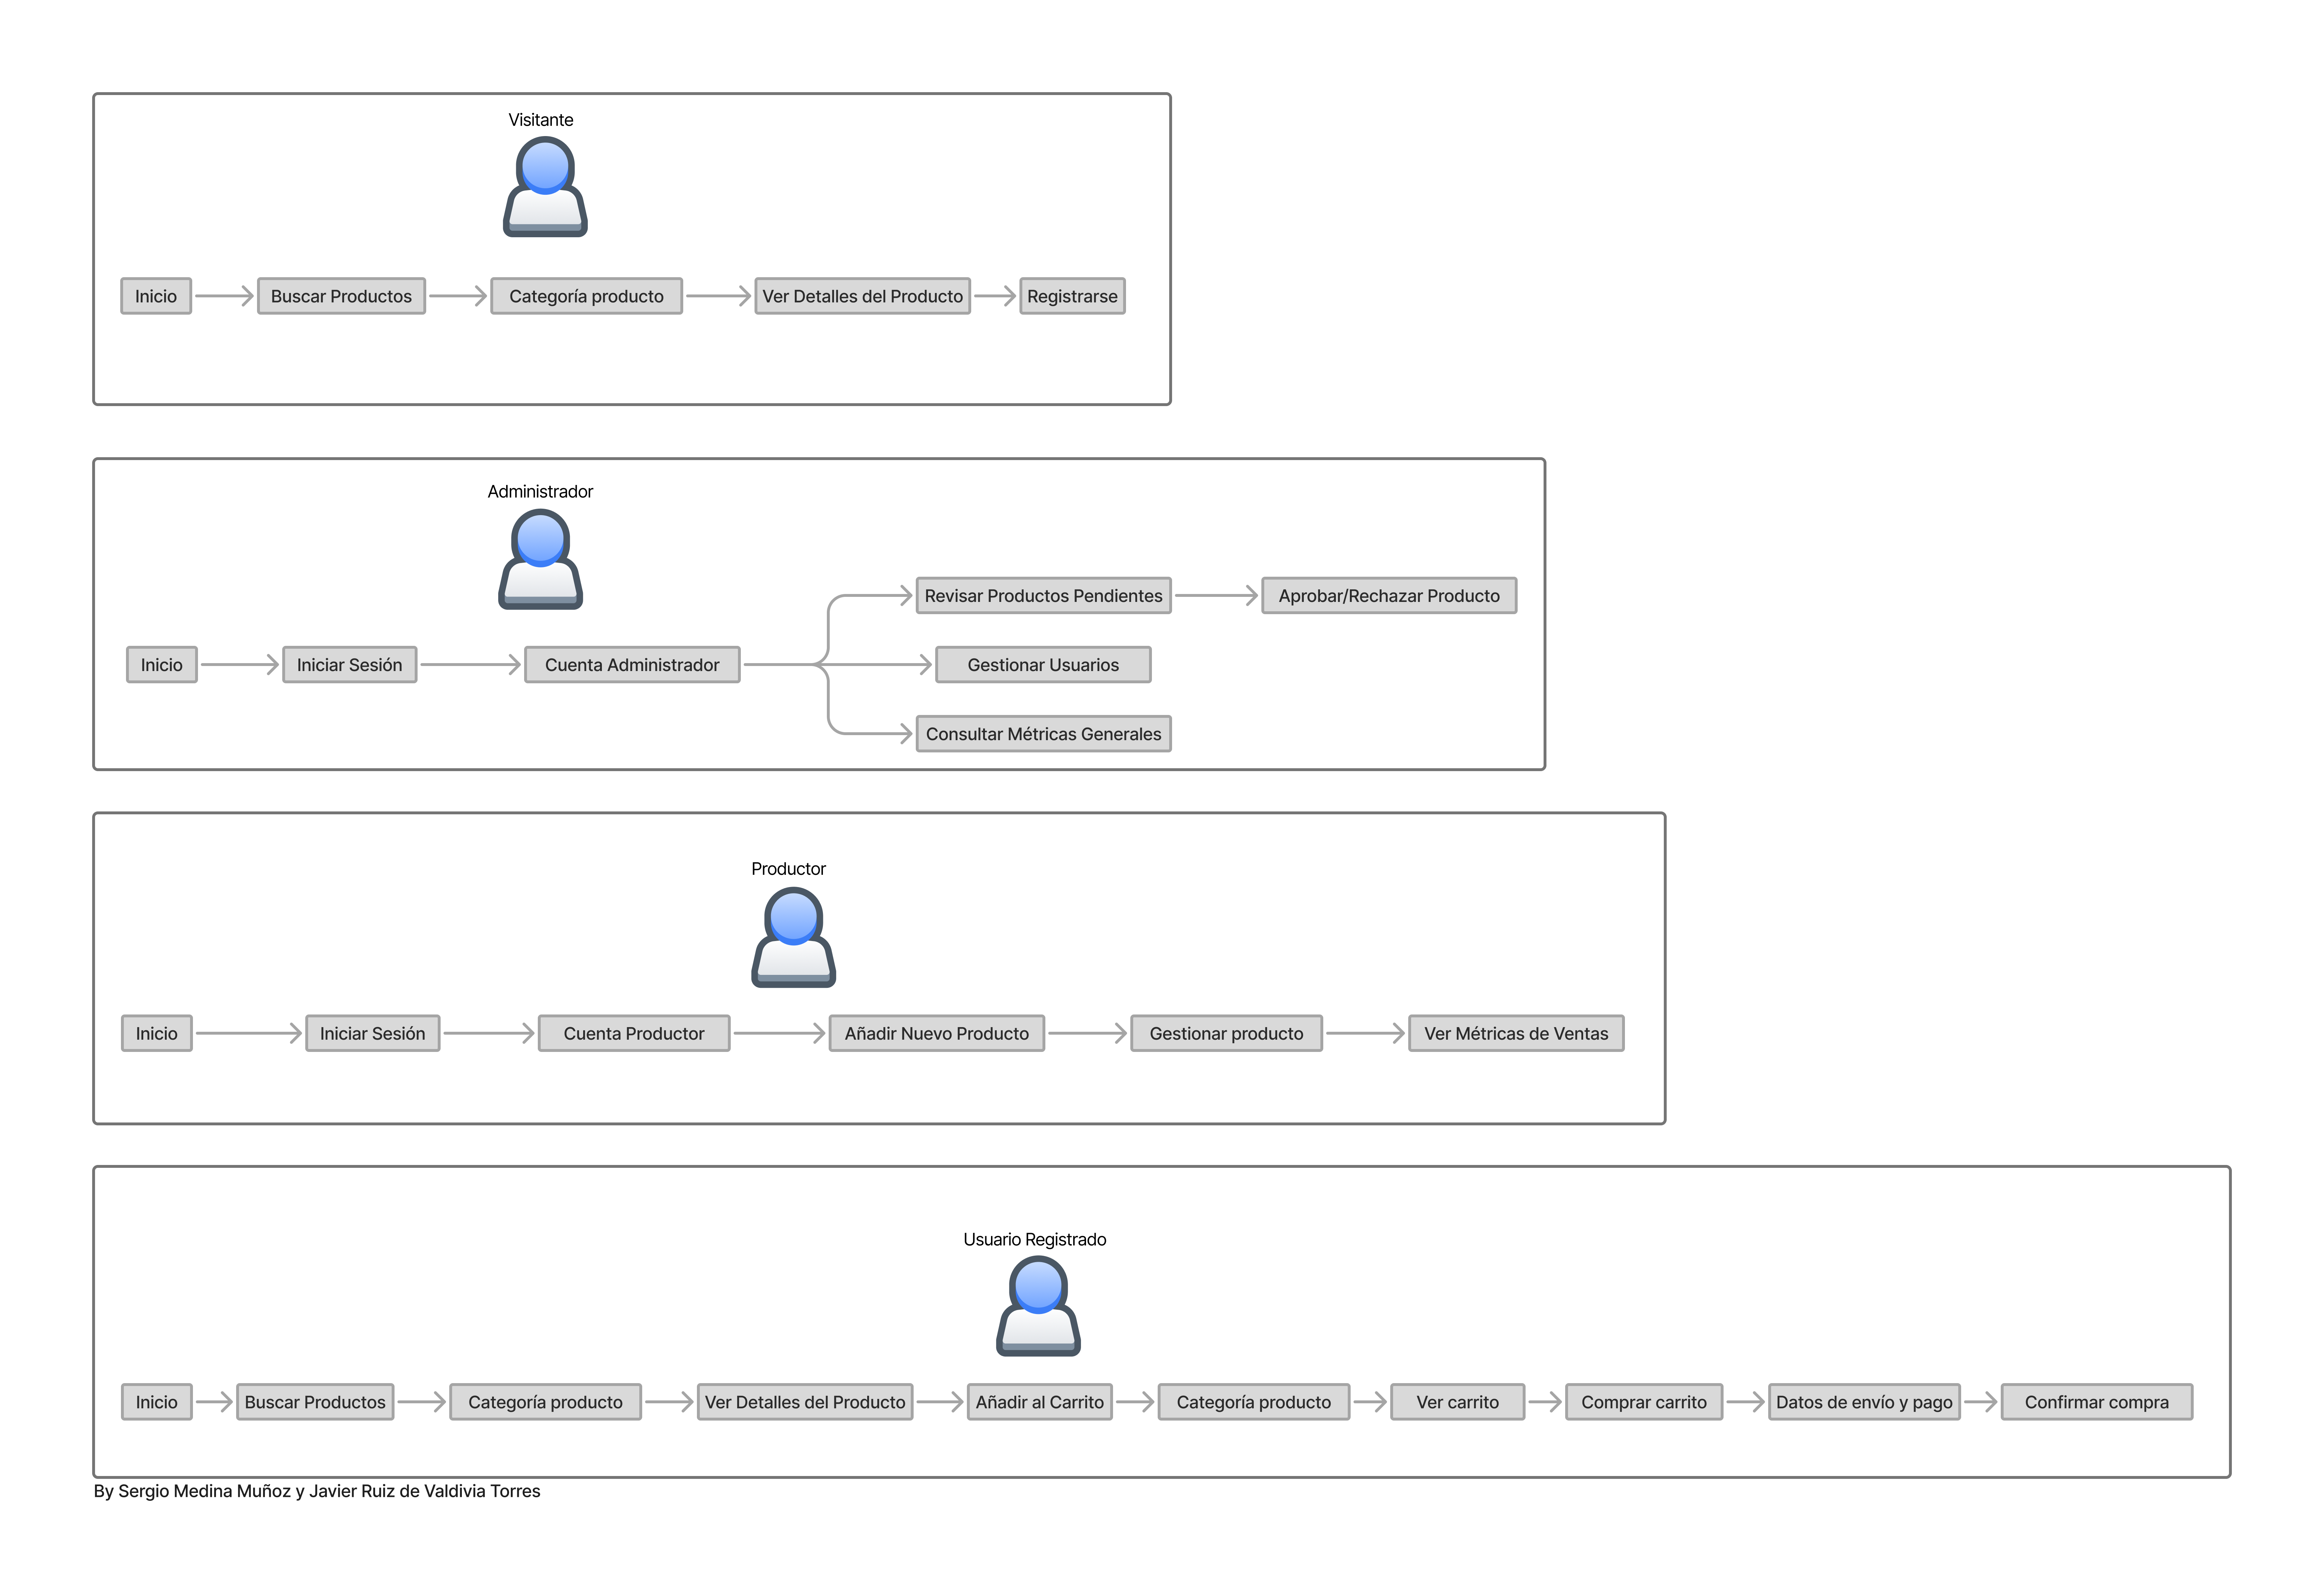 Visitante
Inicio
Buscar Productos
Categoría producto
Ver Detalles del Producto
Registrarse
Administrador
Inicio
Iniciar Sesión
Cuenta Administrador
Revisar Productos Pendientes
Aprobar/Rechazar Producto
Gestionar Usuarios
Consultar Métricas Generales
Productor
Inicio
Iniciar Sesión
Cuenta Productor
Añadir Nuevo Producto
Gestionar producto
Ver Métricas de Ventas
Usuario Registrado
Inicio
Buscar Productos
Categoría producto
Ver Detalles del Producto
Añadir al Carrito
Categoría producto
Ver carrito
Comprar carrito
Datos de envío y pago
Confirmar compra
By Sergio Medina Muñoz y Javier Ruiz de Valdivia Torres